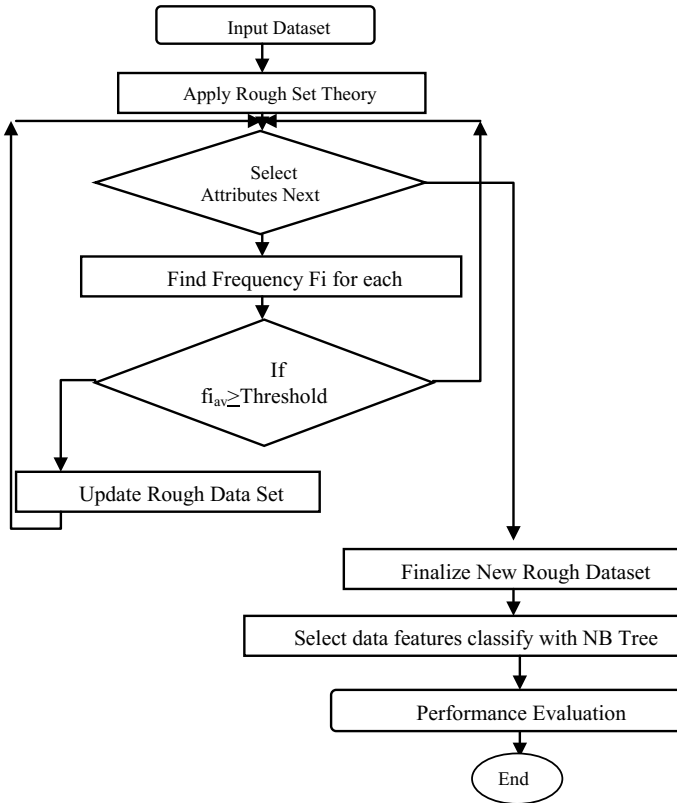 Input Dataset
Apply Rough Set Theory
Select
Attributes Next
Find Frequency Fi for each
If
fiav≥Threshold
Update Rough Data Set
Finalize New Rough Dataset
Select data features classify with NB Tree
Performance Evaluation
End